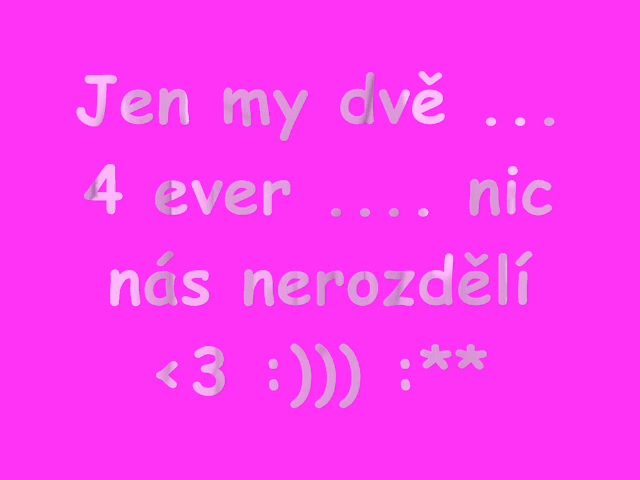 Jen my dvě ...
4 ever .... nic
nás nerozdělí
<3 :))) :**